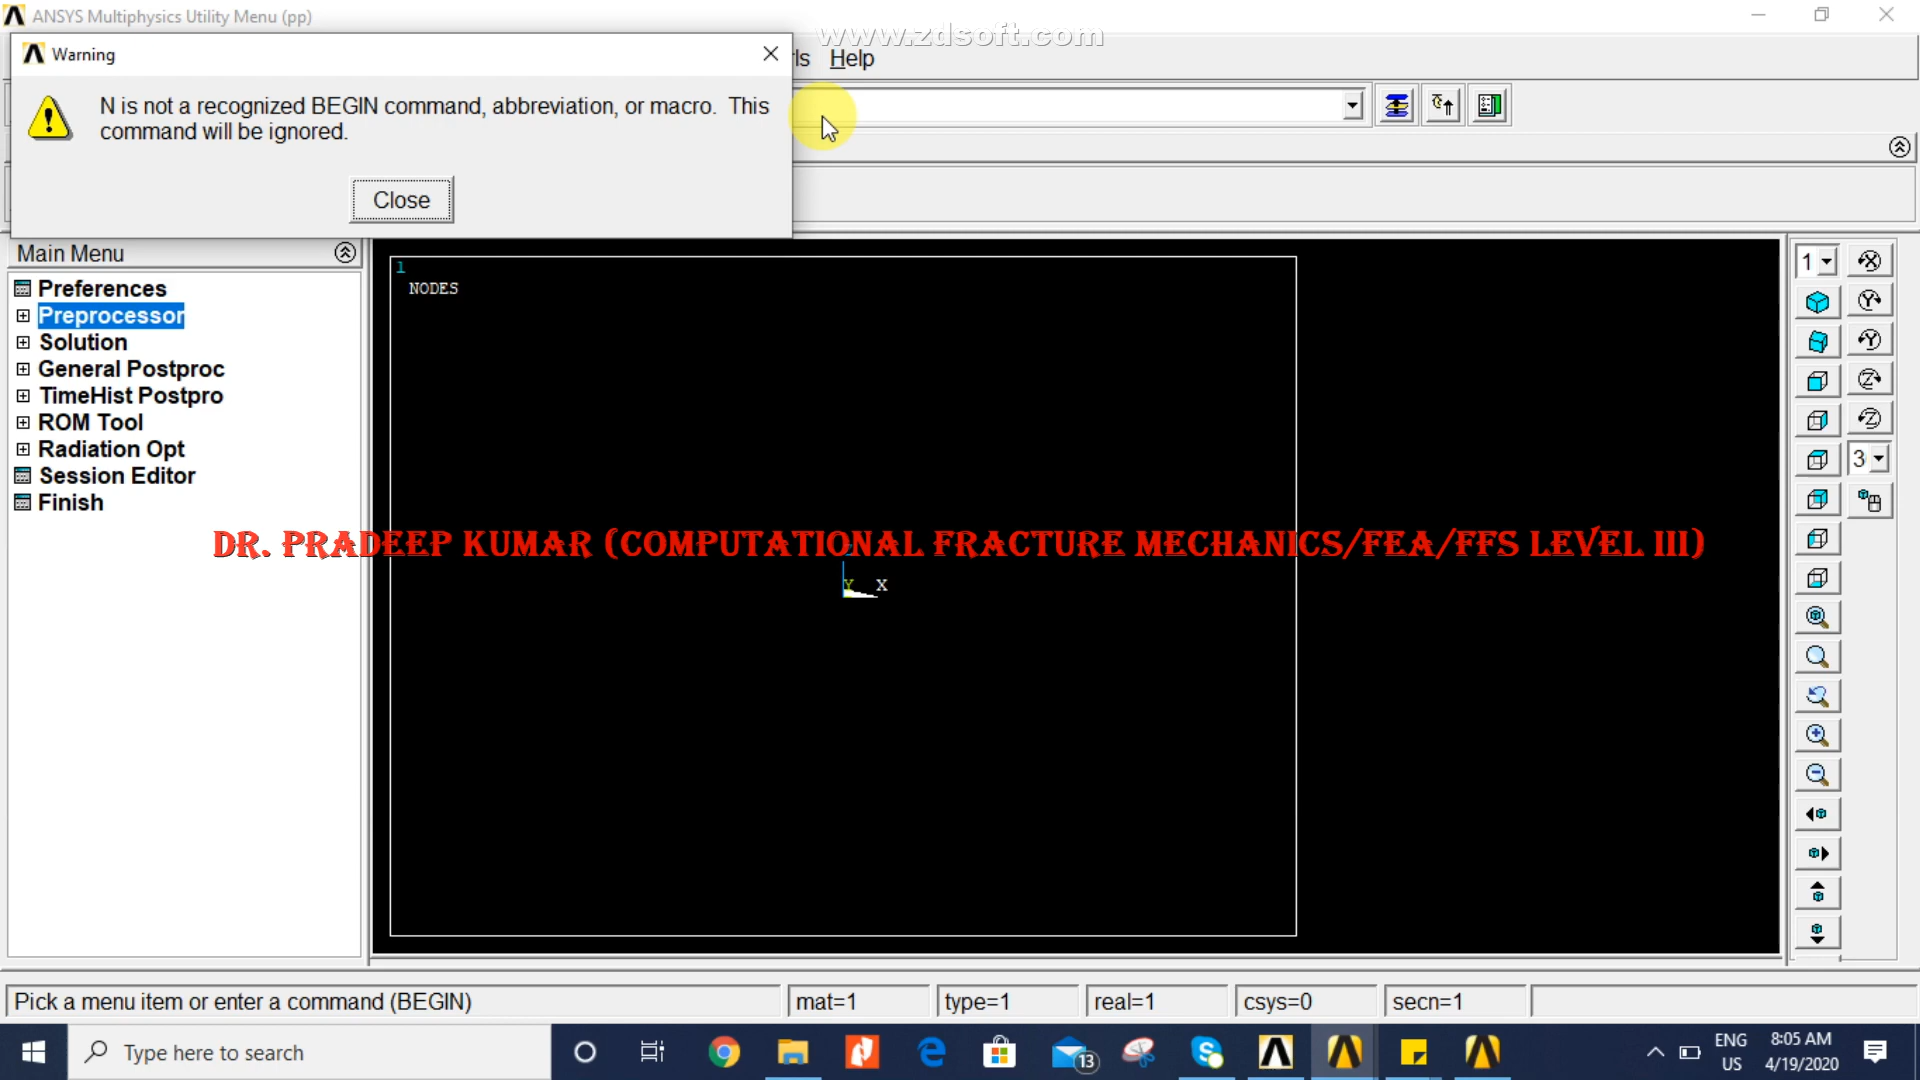 ANSYS Multiphysics Utility Menu (pp)
www.zdsoft.com
Warning
ls Help
N is not a recognized BEGIN command, abbreviation, or macro. This
command will be ignored.
Close
Main Menu
Preferences
Preprocessor
Solution
General Postproc
TimeHist Postpro
ROM Tool
Radiation Opt
Session Editor
Finish
1
NODES
DR. PRADEEP KUMAR (COMPUTATIONAL FRACTURE MECHANICS/FEA/FFS LEVEL III)
Y X
1
3
Pick a menu item or enter a command (BEGIN)
mat=1
type=1
real=1
csys=0
secn=1
Type here to search
13
ENG
US
8:05 AM
4/19/2020